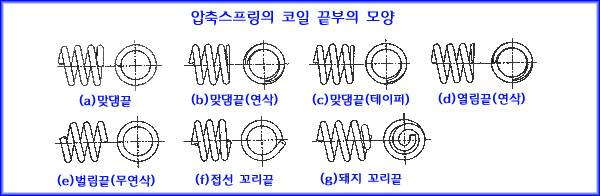 압축스프링의 코일 끝부의 모양
(a)맞댐끝
(b)맞댐끝(연삭)
(c)맞댐끝(테이퍼)
(d)열림끝(연삭)
(e)벌림끝(무연삭)
(f)접선 꼬리끝
(g)돼지 꼬리끝